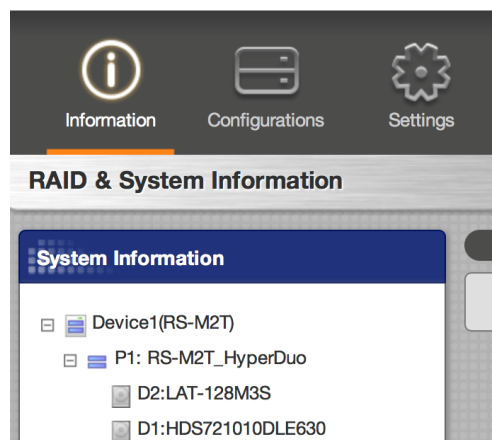 Information Configurations Settings
RAID & System Information
System Information
Device1(RS-M2T)
P1: RS-M2T_HyperDuo
D2:LAT-128M3S
D1:HDS721010DLE630